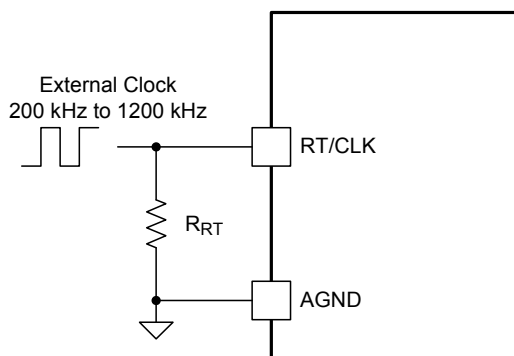 External Clock
200 kHz to 1200 kHz
RT/CLK
RRT
AGND